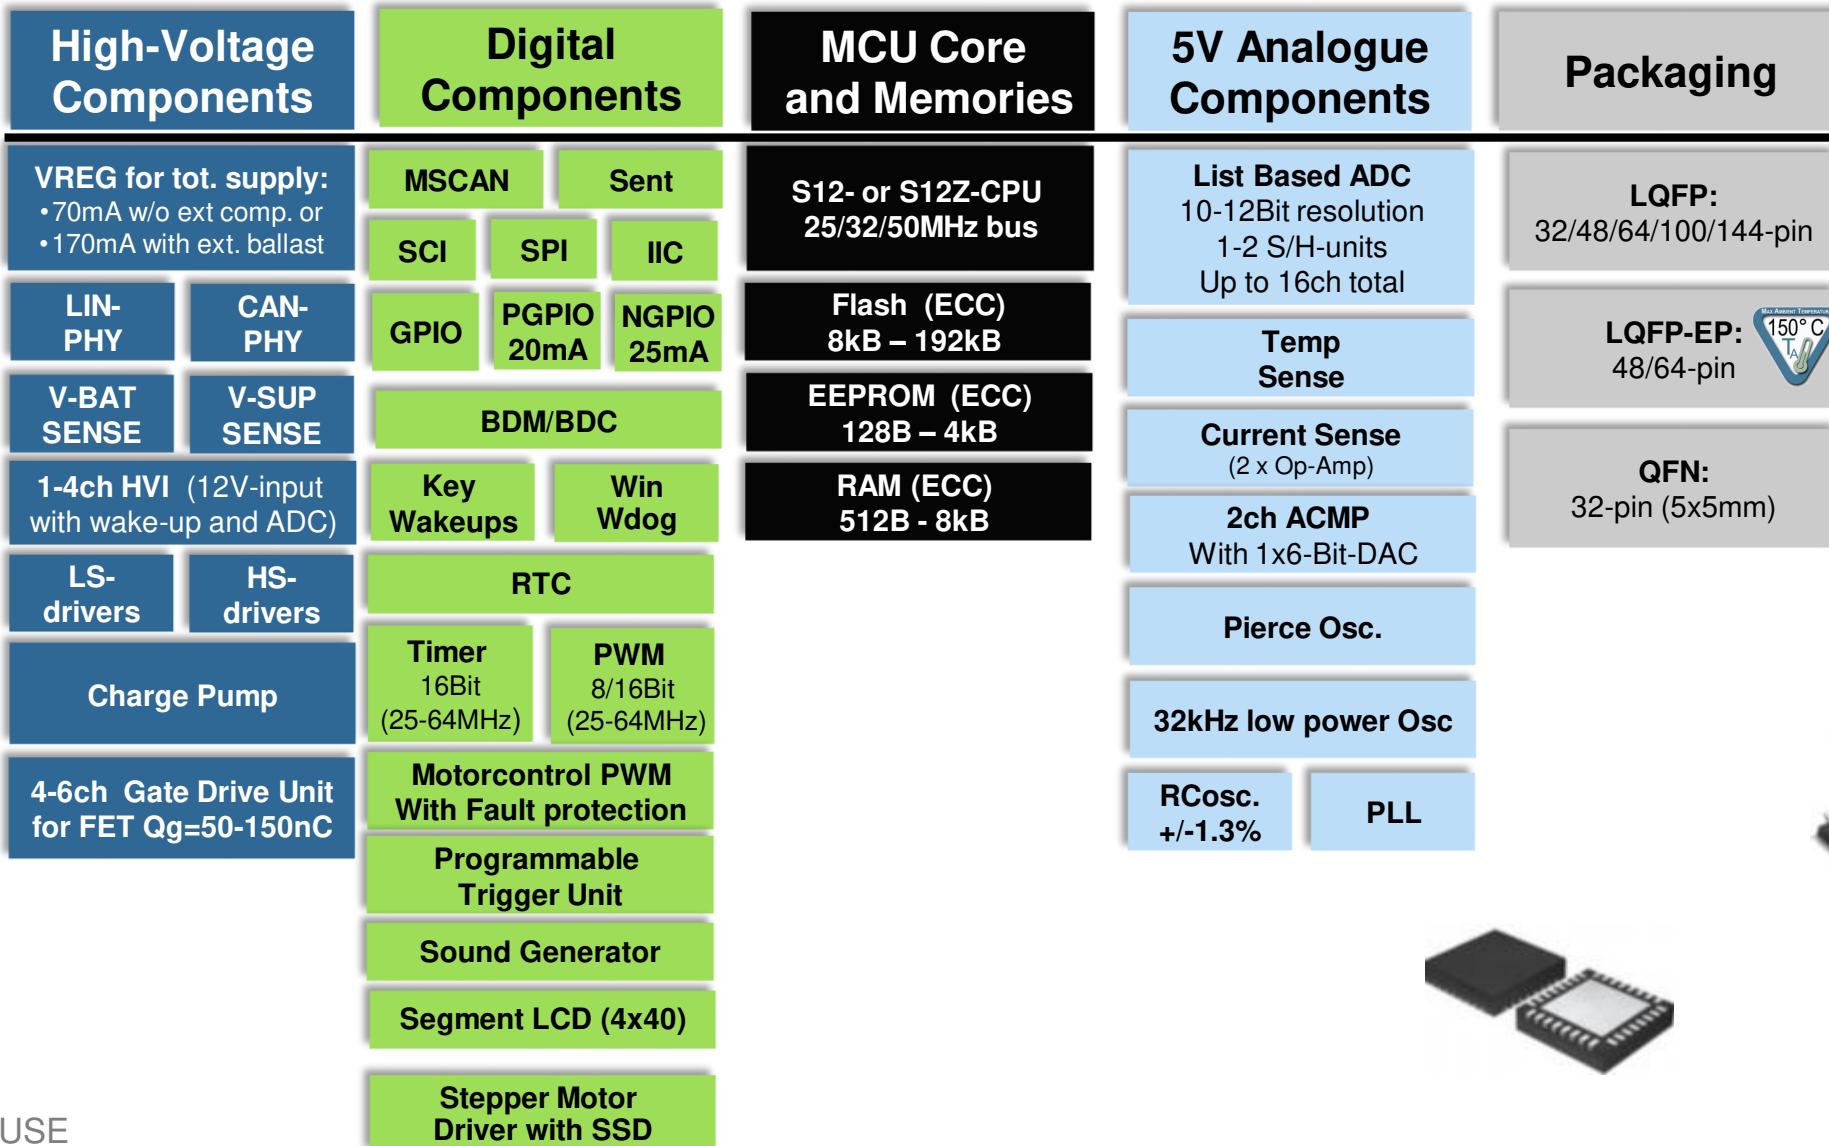 High-Voltage
Components
Digital
Components
MCU Core
and Memories
5V Analogue
Components
Packaging
VREG for tot. supply:
•70mA w/o ext comp. or
•170mA with ext. ballast
LIN-
PHY
CAN-
PHY
V-BAT
SENSE
V-SUP
SENSE
1-4ch HVI (12V-input
with wake-up and ADC)
LS-
drivers
HS-
drivers
Charge Pump
4-6ch Gate Drive Unit
for FET Qg=50-150nC
MSCAN
Sent
SCI
SPI
IIC
GPIO
PGPIO
20mA
NGPIO
25mA
BDM/BDC
Key
Wakeups
Win
Wdog
RTC
Timer
16Bit
(25-64MHz)
PWM
8/16Bit
(25-64MHz)
Motorcontrol PWM
With Fault protection
Programmable
Trigger Unit
Sound Generator
Segment LCD (4x40)
Stepper Motor
Driver with SSD
S12- or S12Z-CPU
25/32/50MHz bus
Flash (ECC)
8kB – 192kB
EEPROM (ECC)
128B – 4kB
RAM (ECC)
512B - 8kB
List Based ADC
10-12Bit resolution
1-2 S/H-units
Up to 16ch total
Temp
Sense
Current Sense
(2 x Op-Amp)
2ch ACMP
With 1x6-Bit-DAC
Pierce Osc.
32kHz low power Osc
RCosc.
+/-1.3%
PLL
LQFP:
32/48/64/100/144-pin
LQFP-EP:
48/64-pin
MAX AMBIENT TEMPERATURE
150°C
TA
QFN:
32-pin (5x5mm)
USE